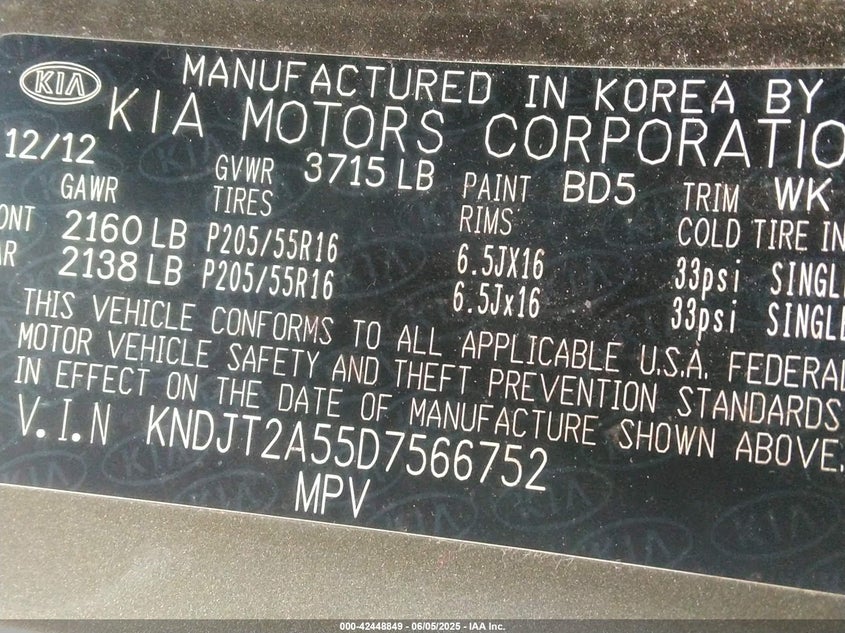 KIA MANUFACTURED IN KOREA BY
KIA MOTORS CORPORATIO
12/12 GVWR 3715 LB PAINT BD5 TRIM WK
GAWR TIRES RIMS COLD TIRE IN
ONT 2160 LB P205/55R16 6.5JX16 33psi SINGLE
AR 2138 LB P205/55R16 6.5Jx16 33psi SINGLE
THIS VEHICLE CONFORMS TO ALL APPLICABLE U.S.A. FEDERAL
MOTOR VEHICLE SAFETY AND THEFT PREVENTION STANDARDS
IN EFFECT ON THE DATE OF MANUFACTURE SHOWN ABOVE.
V.I.N KNDJT2A55D7566752
MPV
KIA
000-42448849 - 06/05/2025 - IAA Inc.